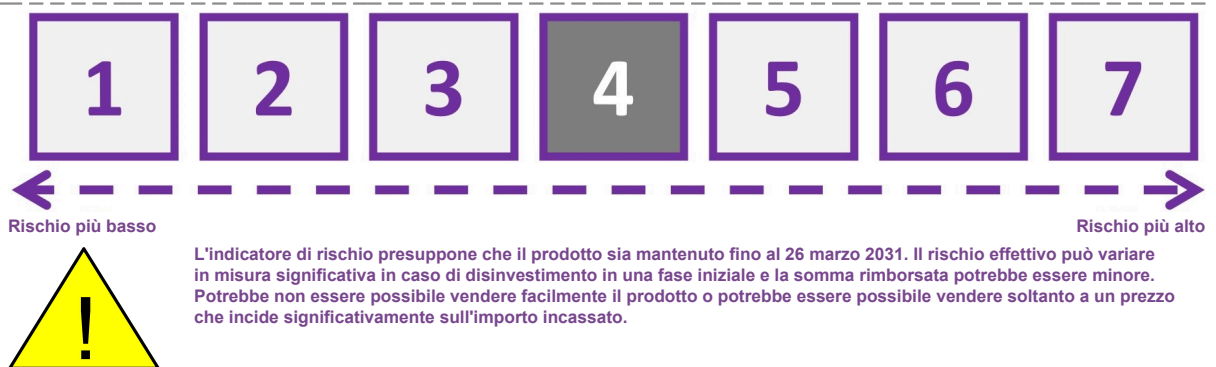 1 2 3 4 5 6 7
Rischio più basso Rischio più alto
L'indicatore di rischio presuppone che il prodotto sia mantenuto fino al 26 marzo 2031. Il rischio effettivo può variare
in misura significativa in caso di disinvestimento in una fase iniziale e la somma rimborsata potrebbe essere minore.
Potrebbe non essere possibile vendere facilmente il prodotto o potrebbe essere possibile vendere soltanto a un prezzo
che incide significativamente sull'importo incassato.
!